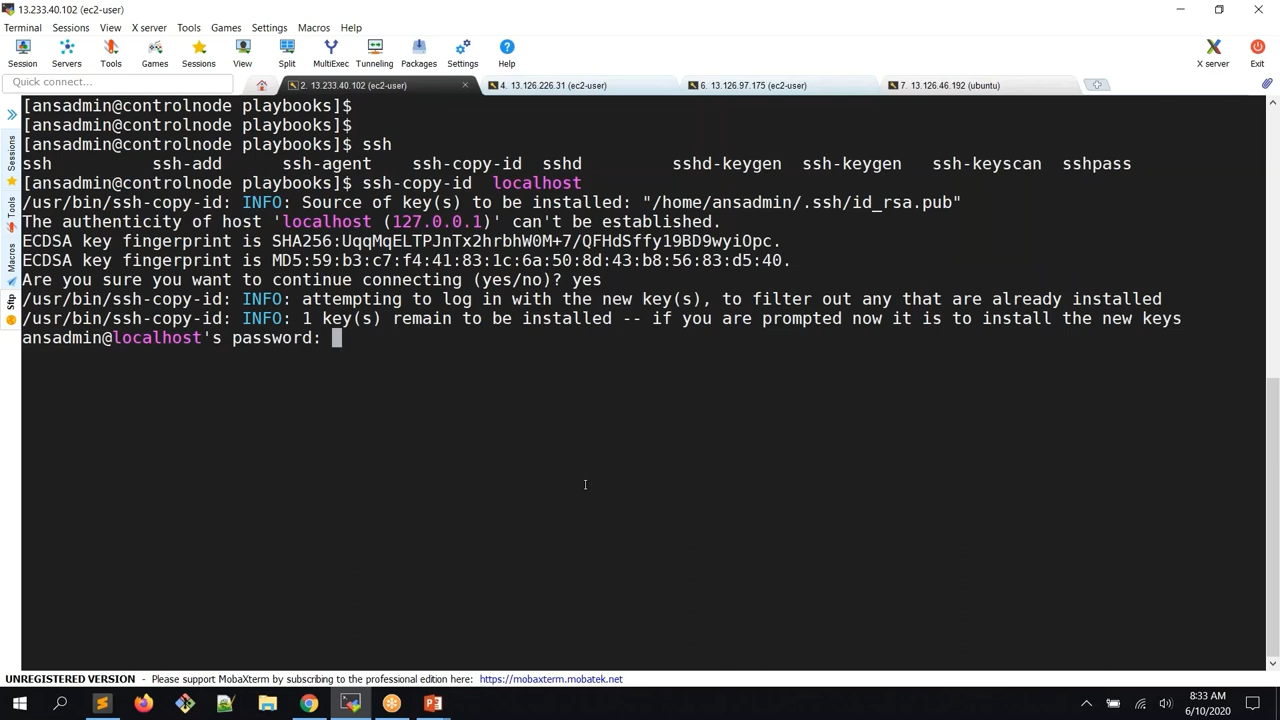 13.233.40.102 (ec2-user)
Terminal Sessions View X server Tools Games Settings Macros Help
Session Servers Tools Games Sessions View Split MultiExec Tunneling Packages Settings Help X server Exit
Quick connect... 2. 13.233.40.102 (ec2-user) 4. 13.126.226.31 (ec2-user) 6. 13.126.97.175 (ec2-user) 7. 13.126.46.192 (ubuntu)
Sessions
Tools
Macros
Sftp
[ansadmin@controlnode playbooks]$
[ansadmin@controlnode playbooks]$
[ansadmin@controlnode playbooks]$ ssh
ssh ssh-add ssh-agent ssh-copy-id sshd sshd-keygen ssh-keygen ssh-keyscan sshpass
[ansadmin@controlnode playbooks]$ ssh-copy-id localhost
/usr/bin/ssh-copy-id: INFO: Source of key(s) to be installed: "/home/ansadmin/.ssh/id_rsa.pub"
The authenticity of host 'localhost (127.0.0.1)' can't be established.
ECDSA key fingerprint is SHA256:UqqMqELTPJnTx2hrbhW0M+7/QFHdSffy19BD9wyiOpc.
ECDSA key fingerprint is MD5:59:b3:c7:f4:41:83:1c:6a:50:8d:43:b8:56:83:d5:40.
Are you sure you want to continue connecting (yes/no)? yes
/usr/bin/ssh-copy-id: INFO: attempting to log in with the new key(s), to filter out any that are already installed
/usr/bin/ssh-copy-id: INFO: 1 key(s) remain to be installed -- if you are prompted now it is to install the new keys
ansadmin@localhost's password:
UNREGISTERED VERSION - Please support MobaXterm by subscribing to the professional edition here: https://mobaxterm.mobatek.net
8:33 AM
6/10/2020